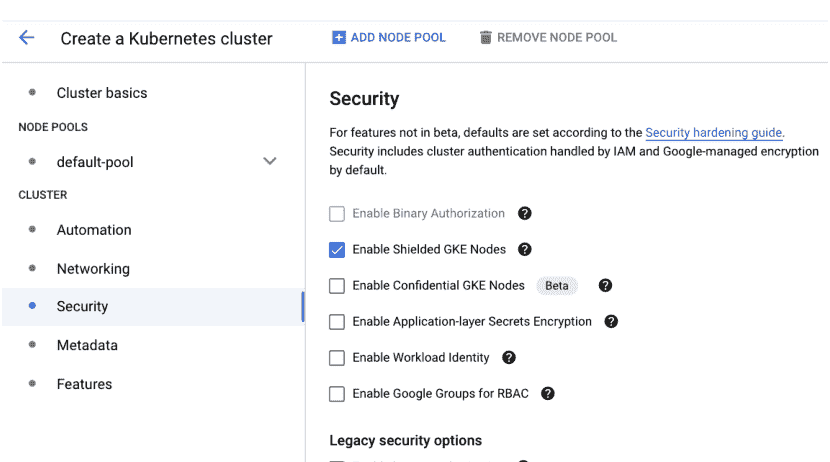 Create a Kubernetes cluster
ADD NODE POOL
REMOVE NODE POOL
Cluster basics
NODE POOLS
default-pool
CLUSTER
Automation
Networking
Security
Metadata
Features
Security
For features not in beta, defaults are set according to the Security hardening guide.
Security includes cluster authentication handled by IAM and Google-managed encryption
by default.
Enable Binary Authorization ?
Enable Shielded GKE Nodes ?
Enable Confidential GKE Nodes Beta ?
Enable Application-layer Secrets Encryption ?
Enable Workload Identity ?
Enable Google Groups for RBAC ?
Legacy security options